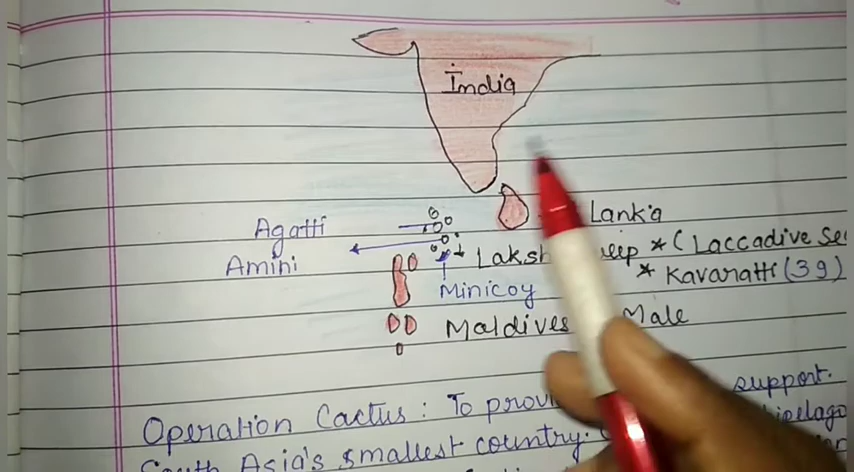 India
Lanka
Agatti
Amini
Laksh eep * (Laccadive Se
* Kavaratti (39)
Minicoy
Maldives Male
Operation Cactus: To provi support.
South Asia's smallest country.